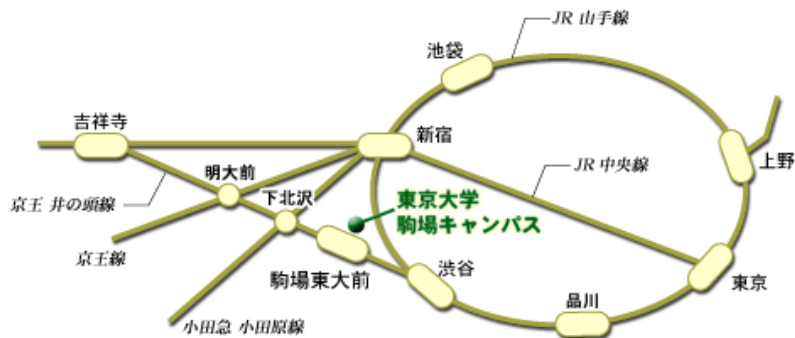 JR 山手線
池袋
吉祥寺
新宿
上野
明大前
下北沢
JR 中央線
京王 井の頭線
東京大学
駒場キャンパス
京王線
駒場東大前
渋谷
東京
品川
小田急 小田原線